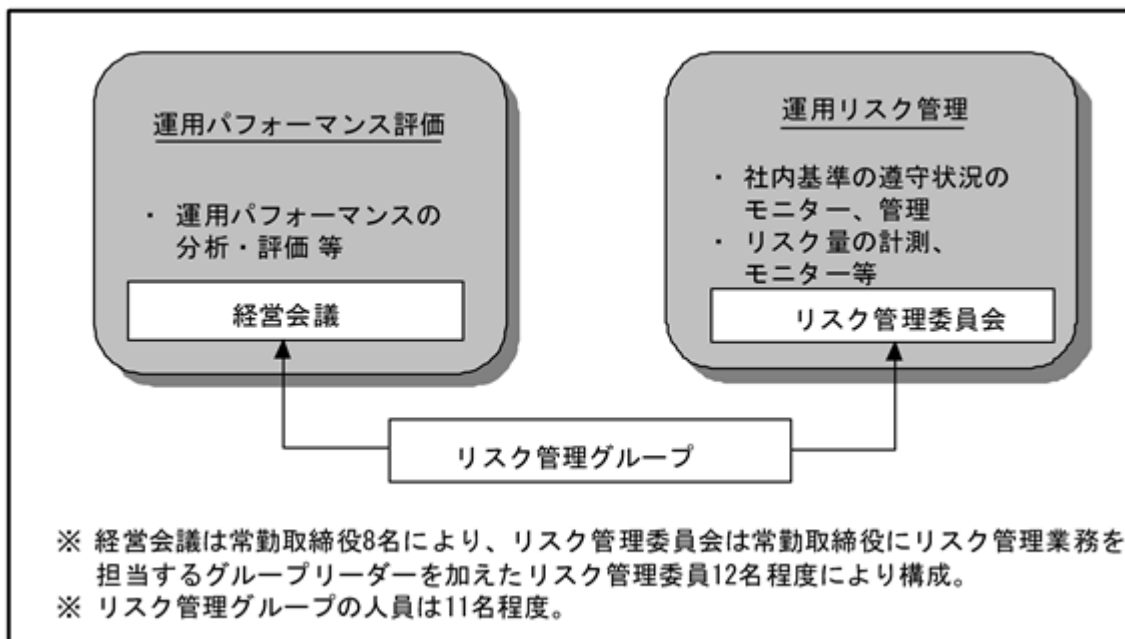 運用パフォーマンス評価
・ 運用パフォーマンスの
分析・評価 等
経営会議
運用リスク管理
・ 社内基準の遵守状況の
モニター、管理
・ リスク量の計測、
モニター等
リスク管理委員会
リスク管理グループ
※ 経営会議は常勤取締役8名により、リスク管理委員会は常勤取締役にリスク管理業務を
担当するグループリーダーを加えたリスク管理委員12名程度により構成。
※ リスク管理グループの人員は11名程度。